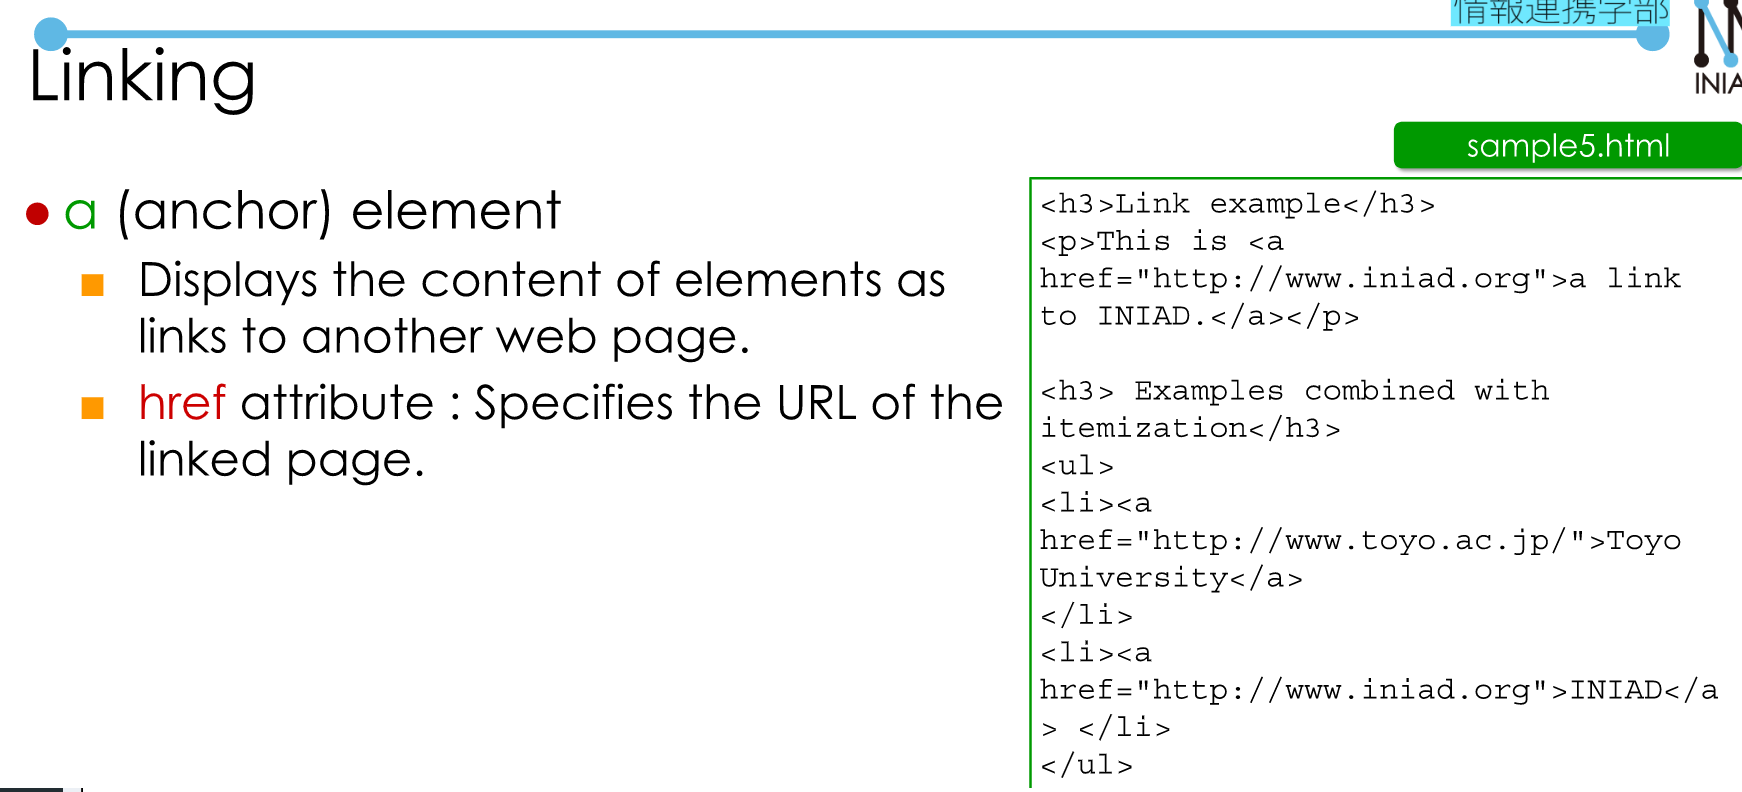 情報連携学部
Linking
sample5.html
a (anchor) element
Displays the content of elements as
links to another web page.
href attribute : Specifies the URL of the
linked page.
<h3>Link example</h3>
<p>This is <a
href="http://www.iniad.org">a link
to INIAD.</a></p>
<h3> Examples combined with
itemization</h3>
<ul>
<li><a
href="http://www.toyo.ac.jp/">Toyo
University</a>
</li>
<li><a
href="http://www.iniad.org">INIAD</a
> </li>
</ul>